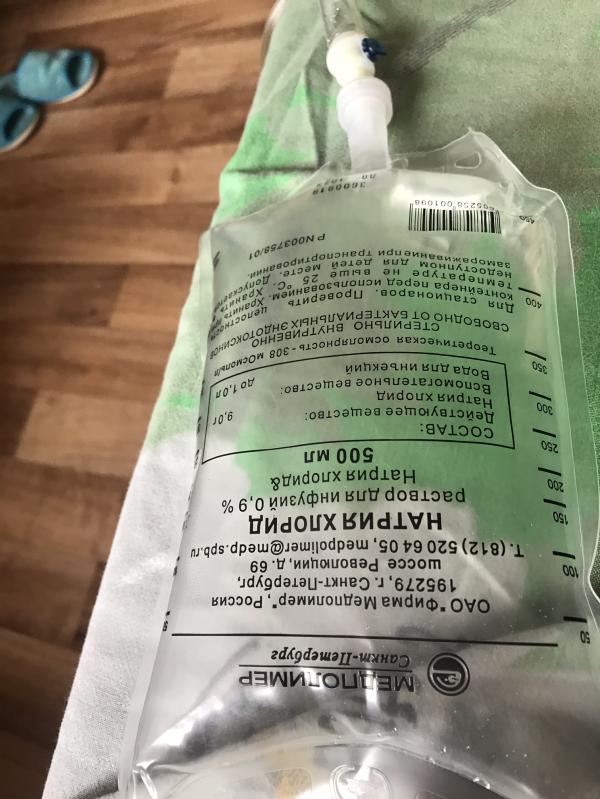 МЕДПОЛИМЕР
Санкт-Петербург
ОАО "Фирма Медполимер", Россия
195279, г. Санкт-Петербург,
шоссе Революции, д. 69
т. (812) 520 64 05, medpolimer@medp.spb.ru
НАТРИЯ ХЛОРИД
раствор для инфузий 0,9 %
Натрия хлорид&
500 мл
СОСТАВ:
Действующее вещество:
Натрия хлорид 9,0 г
Вспомогательное вещество:
Вода для инъекций до 1,0 л
Теоретическая осмолярность - 308 мосмоль/л
СТЕРИЛЬНО ВНУТРИВЕННО
СВОБОДНО ОТ БАКТЕРИАЛЬНЫХ ЭНДОТОКСИНОВ
Для стационаров. Проверить целостность
контейнера перед использованием. Хранить
температуре не выше 25 °С. Хранить
недоступном для детей месте. Допускается
замораживание при транспортировании.
Р N003758/01
001098
50
100
150
200
250
300
350
400
450